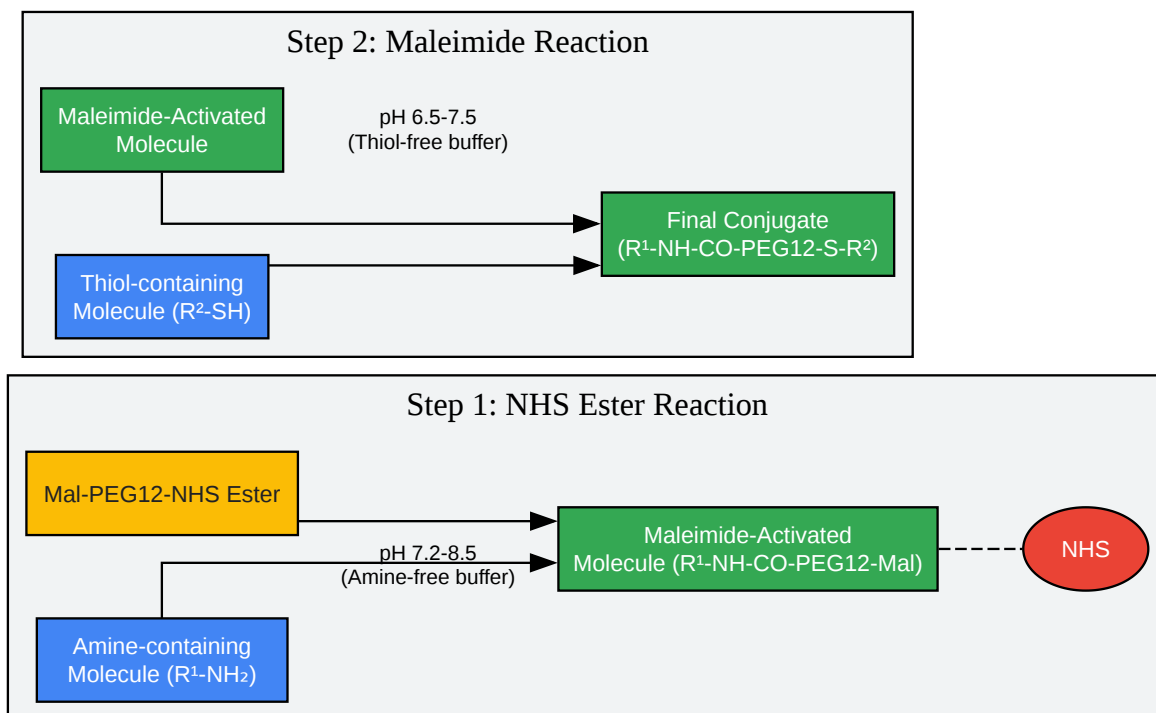 Step 2: Maleimide Reaction
Maleimide-Activated
Molecule
pH 6.5-7.5
(Thiol-free buffer)
Final Conjugate
(R¹-NH-CO-PEG12-S-R²)
Thiol-containing
Molecule (R²-SH)
Step 1: NHS Ester Reaction
Mal-PEG12-NHS Ester
pH 7.2-8.5
(Amine-free buffer)
Maleimide-Activated
Molecule (R¹-NH-CO-PEG12-Mal)
NHS
Amine-containing
Molecule (R¹-NH₂)